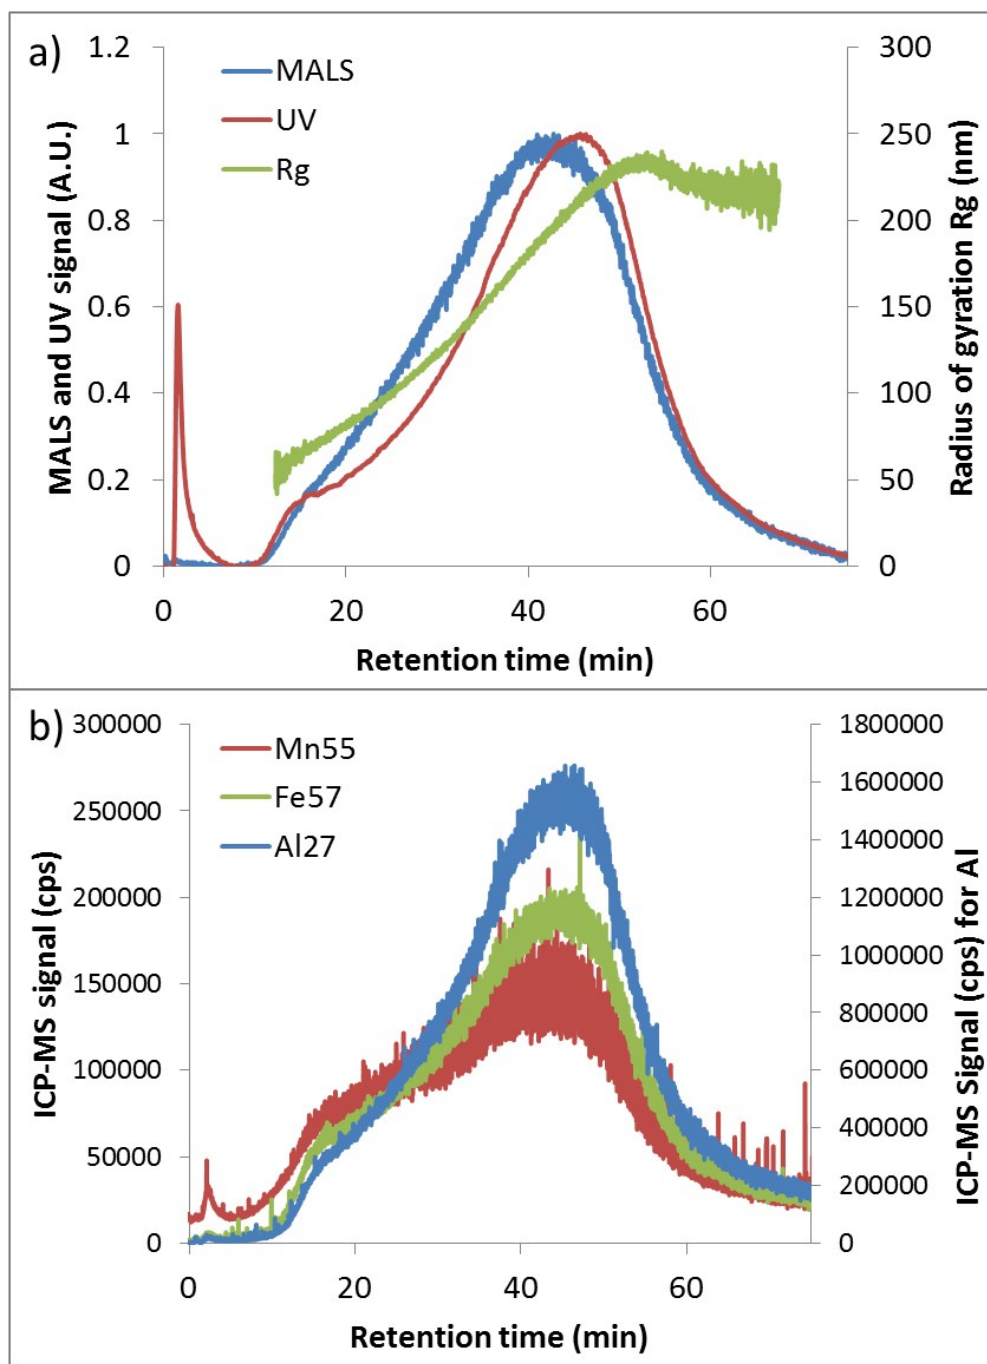 a)
MALS
UV
Rg
MALS and UV signal (A.U.)
1.2
1
0.8
0.6
0.4
0.2
0
300
250
200
150
100
50
0
Radius of gyration Rg (nm)
0 20 40 60
Retention time (min)
b)
Mn55
Fe57
Al27
ICP-MS signal (cps)
300000
250000
200000
150000
100000
50000
0
1800000
1600000
1400000
1200000
1000000
800000
600000
400000
200000
0
ICP-MS Signal (cps) for Al
0 20 40 60
Retention time (min)